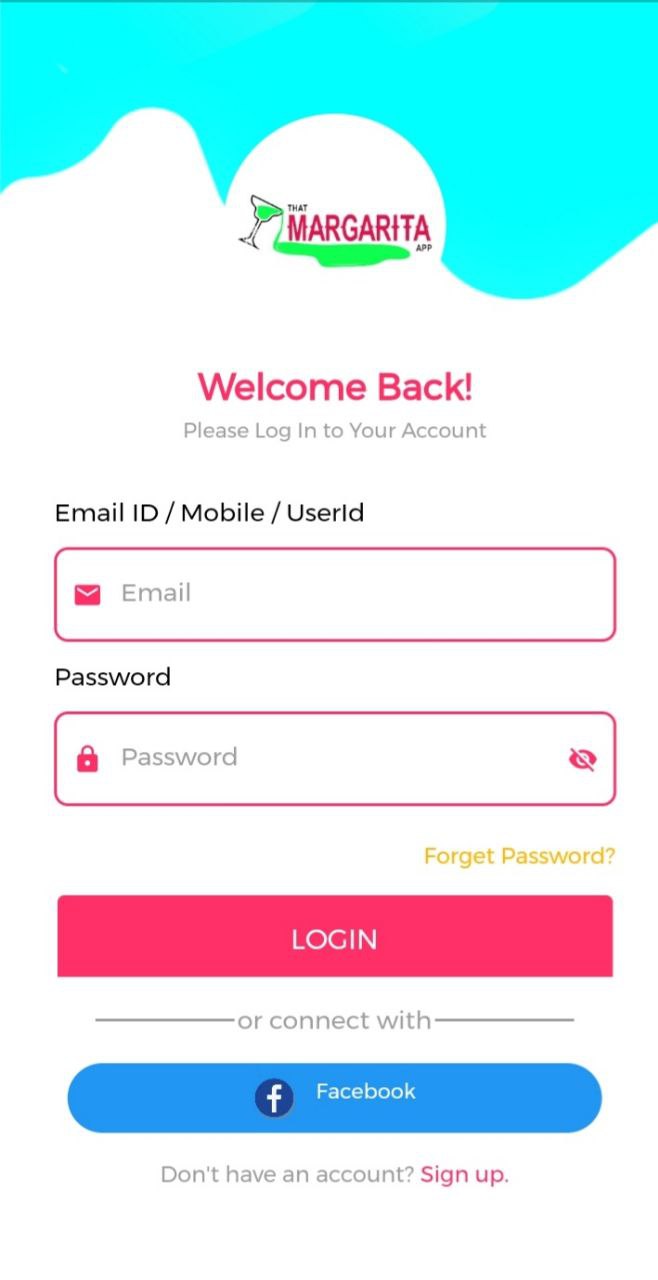 THAT
MARGARITA
APP
Welcome Back!
Please Log In to Your Account
Email ID / Mobile / UserId
Email
Password
Password
Forget Password?
LOGIN
or connect with
f Facebook
Don't have an account? Sign up.